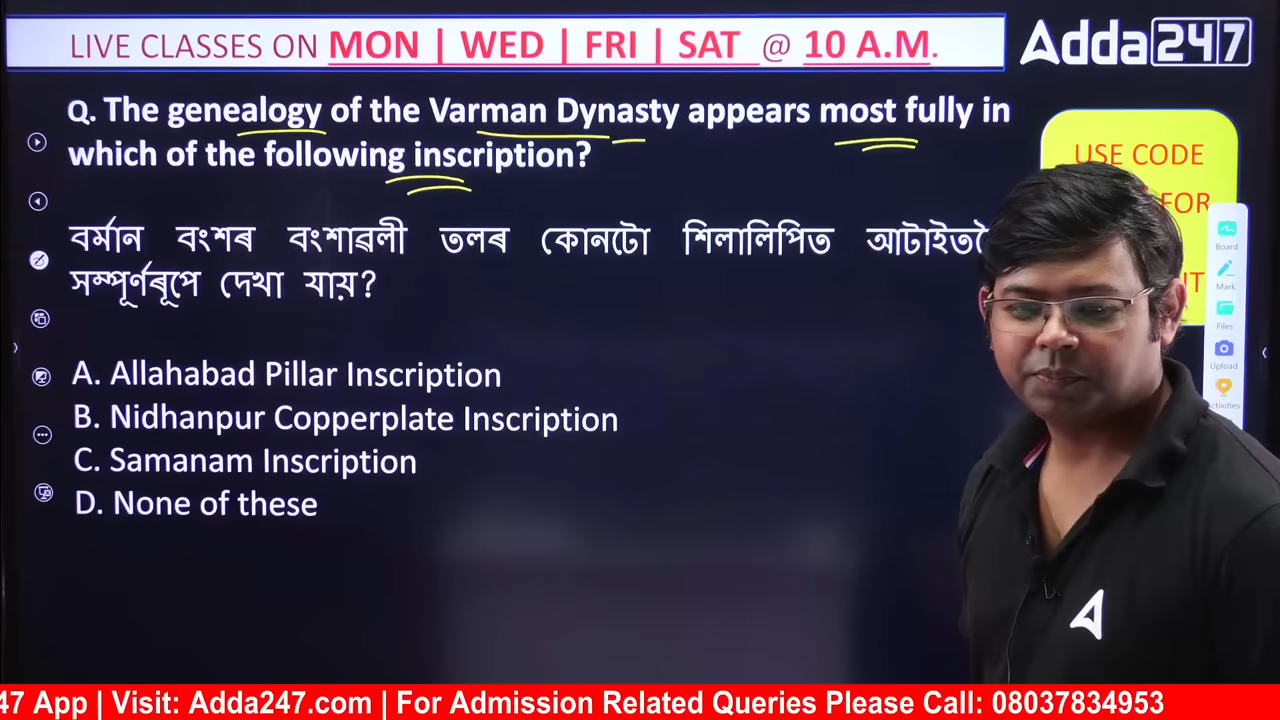 LIVE CLASSES ON MON | WED | FRI | SAT @ 10 A.M.
Adda247
Q. The genealogy of the Varman Dynasty appears most fully in
which of the following inscription?
USE CODE
FOR
বৰ্মান বংশৰ বংশাৱলী তলৰ কোনটো শিলালিপিত
সম্পূৰ্ণৰূপে দেখা যায়?
A. Allahabad Pillar Inscription
B. Nidhanpur Copperplate Inscription
C. Samanam Inscription
D. None of these
Board
Mark
Files
Upload
47 App | Visit: Adda247.com | For Admission Related Queries Please Call: 08037834953